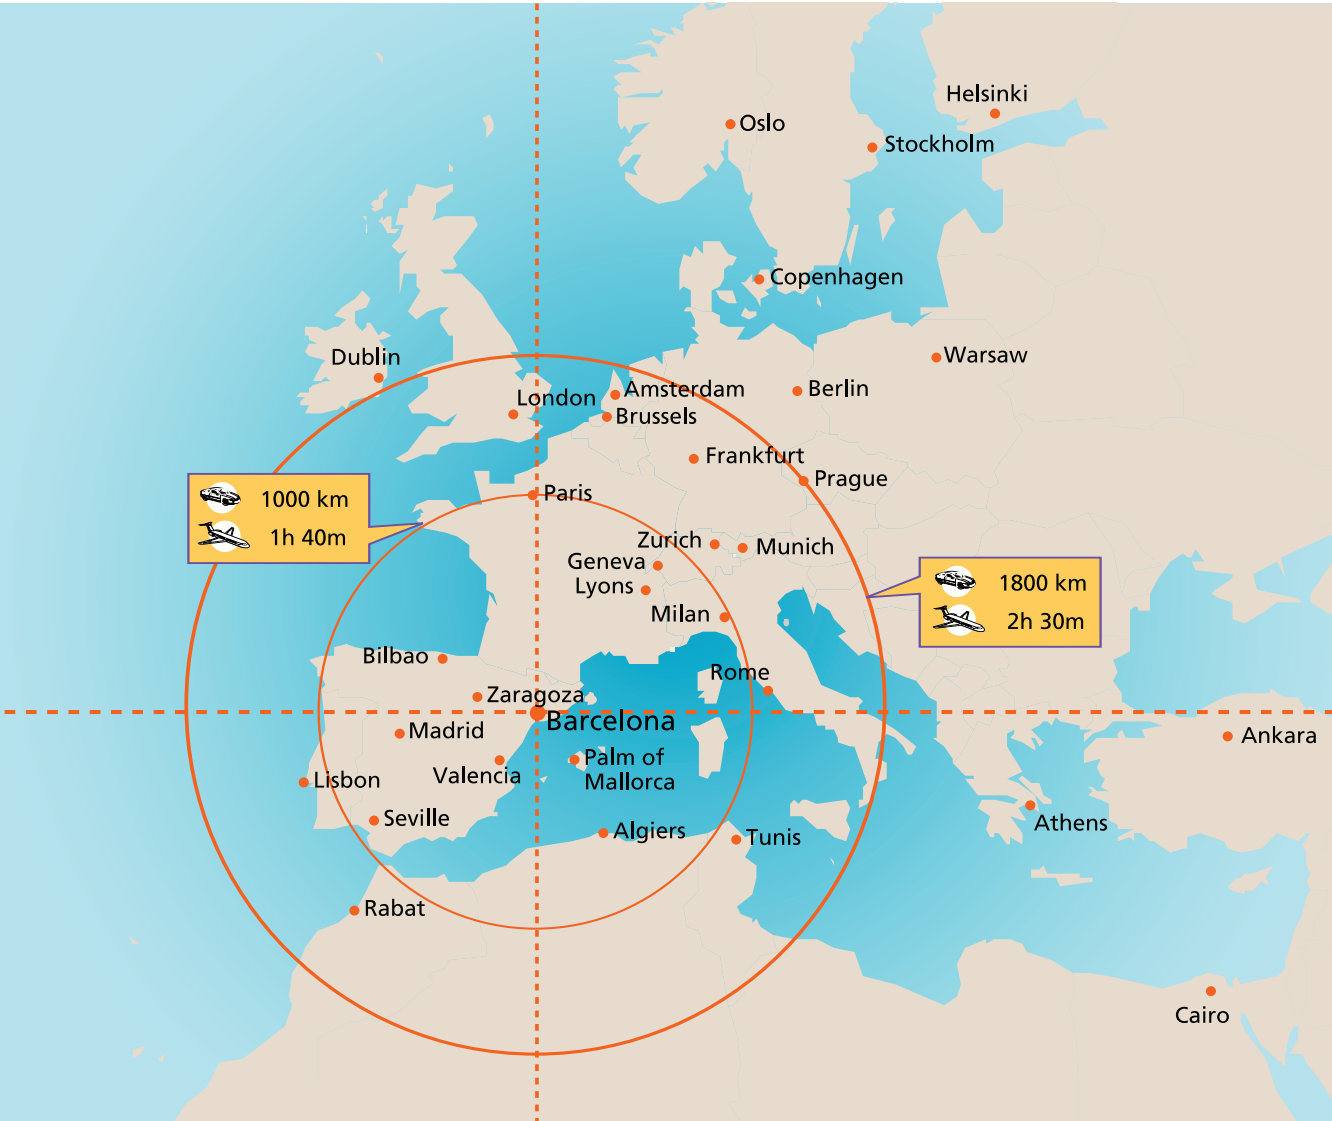 Helsinki
Oslo
Stockholm
Copenhagen
Dublin
Warsaw
London
Amsterdam
Berlin
Brussels
Frankfurt
Prague
1000 km
1h 40m
Paris
Zurich
Munich
Geneva
Lyons
1800 km
2h 30m
Milan
Bilbao
Rome
Zaragoza
Barcelona
Madrid
Ankara
Palm of
Mallorca
Valencia
Lisbon
Seville
Algiers
Tunis
Athens
Rabat
Cairo